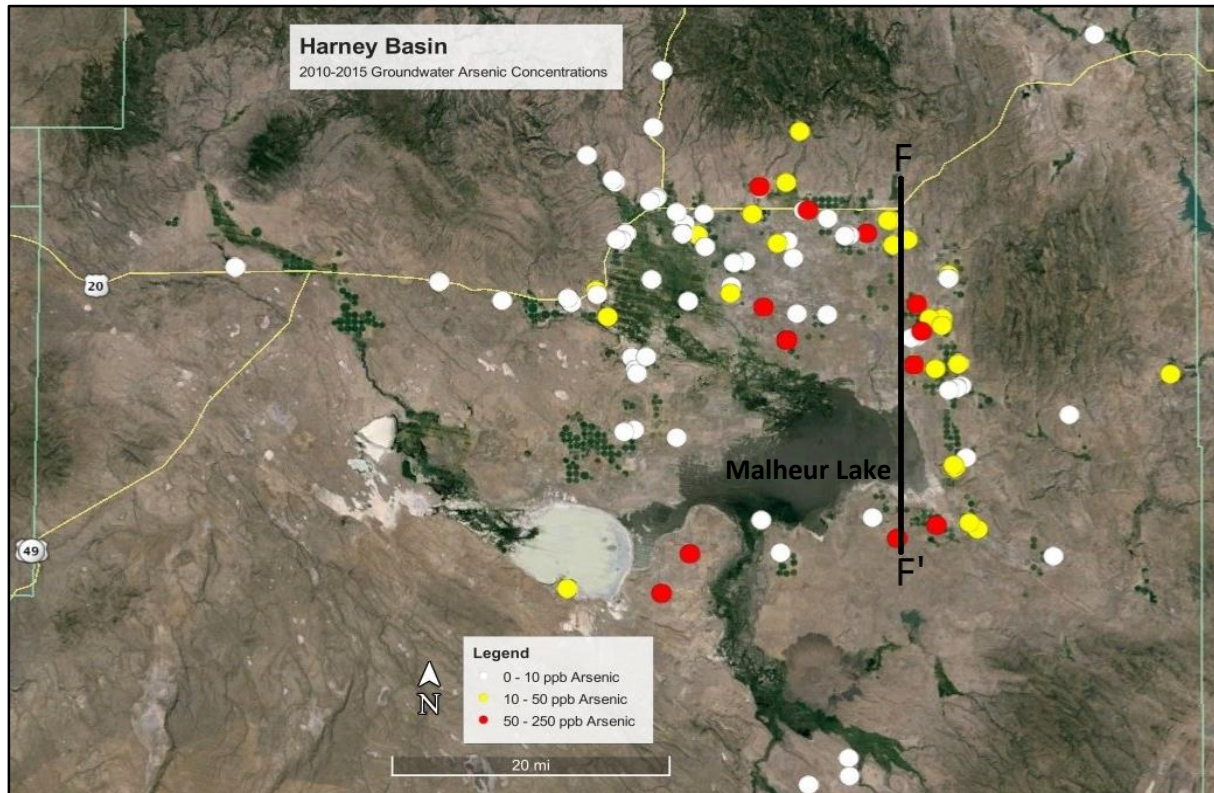 Harney Basin
2010-2015 Groundwater Arsenic Concentrations
F
20
Malheur Lake
49
F'
Legend
0 - 10 ppb Arsenic
10 - 50 ppb Arsenic
50 - 250 ppb Arsenic
N
20 mi